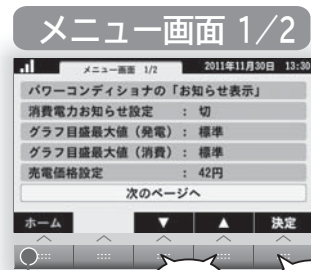 メニュー画面 1/2
メニュー画面 1/2 2011年11月30日 13:30
パワーコンディショナの「お知らせ表示」
消費電力お知らせ設定 : 切
グラフ目盛最大値(発電) : 標準
グラフ目盛最大値(消費) : 標準
売電価格設定 : 42円
次のページへ
ホーム ▼ ▲ 決定